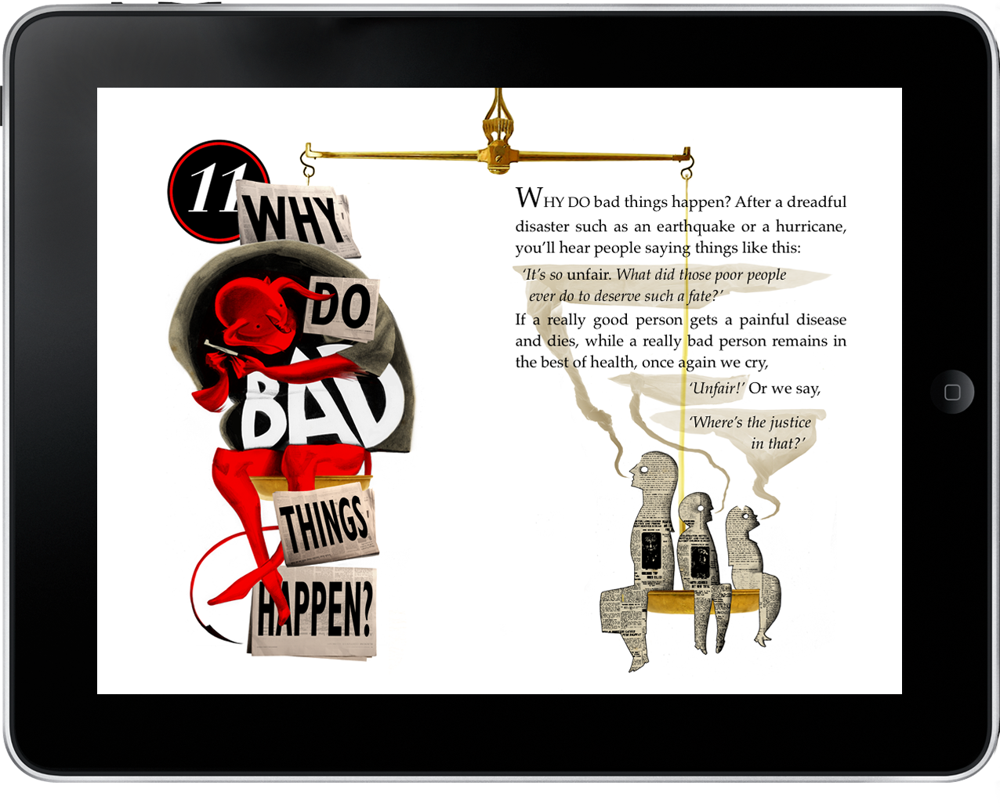 11
WHY
DO
BAD
THINGS
HAPPEN?
WHY DO bad things happen? After a dreadful
disaster such as an earthquake or a hurricane,
you’ll hear people saying things like this:
‘It’s so unfair. What did those poor people
ever do to deserve such a fate?’
If a really good person gets a painful disease
and dies, while a really bad person remains in
the best of health, once again we cry,
‘Unfair!’ Or we say,
‘Where’s the justice
in that?’